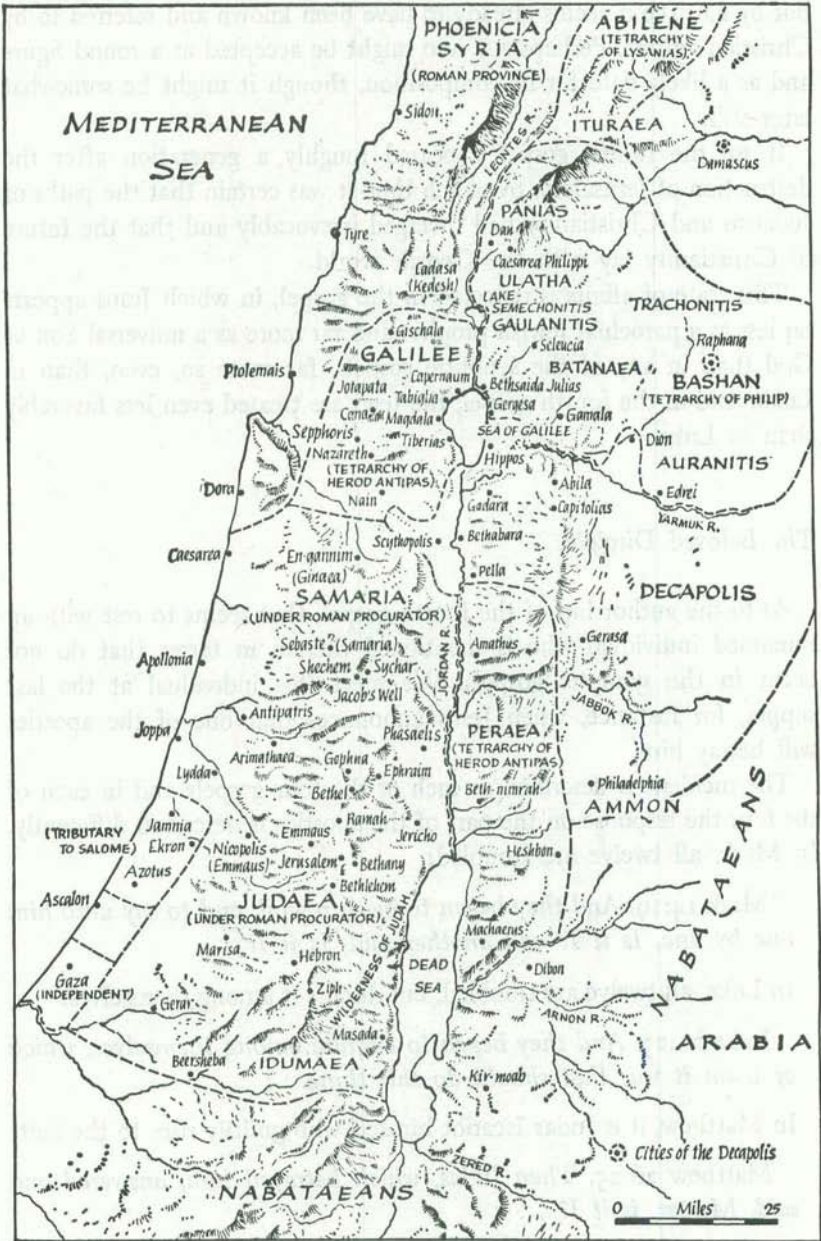 PHOENICIA
SYRIA
(ROMAN PROVINCE)
ABILENE
(TETRARCHY
OF LYSANIAS)
MEDITERRANEAN
SEA
Sidon
ITURAEA
Damascus
PANIAS
Dan
Tyre
Caesarea Philippi
Cadasa
(Kedesh)
ULATHA
LAKE
SEMECHONITIS
TRACHONITIS
Gischala
GAULANITIS
Seleucia
Raphana
GALILEE
BATANAEA
Ptolemais
Capernaum
BASHAN
(TETRARCHY OF PHILIP)
Jotapata
Tabigha
Bethsaida Julias
Gergesa
Cana
Magdala
Gamala
SEA OF GALILEE
Sepphoris
Tiberias
Dion
Nazareth
Hippos
AURANITIS
(TETRARCHY OF
HEROD ANTIPAS)
Abila
Dora
Nain
Edrei
Gadara
Capitolias
YARMUK R.
Caesarea
Scythopolis
Bethabara
En-gannim
(Ginaea)
Pella
SAMARIA
DECAPOLIS
(UNDER ROMAN PROCURATOR)
JORDAN R.
Sebaste (Samaria)
Amathus
Gerasa
Apollonia
Shechem
Sychar
Jacob's Well
JABBOK R.
Antipatris
Joppa
Phasaelis
PERAEA
(TETRARCHY OF
HEROD ANTIPAS)
Arimathaea
Gophna
Ephraim
Philadelphia
Lydda
Bethel
Beth-nimrah
AMMON
Ramah
Jericho
(TRIBUTARY
TO SALOME)
Jamnia
Ekron
Nicopolis
(Emmaus)
Emmaus
Heshbon
Jerusalem
Bethany
Azotus
Bethlehem
Ascalon
JUDAEA
(UNDER ROMAN PROCURATOR)
Machaerus
Marisa
WILDERNESS OF JUDAH
DEAD
SEA
Hebron
Dibon
Gaza
(INDEPENDENT)
Ziph
Gerar
ARNON R.
NABATAEANS
Masada
ARABIA
Beersheba
IDUMAEA
Kir-moab
Cities of the Decapolis
ZERED R.
NABATAEANS
0 Miles 25